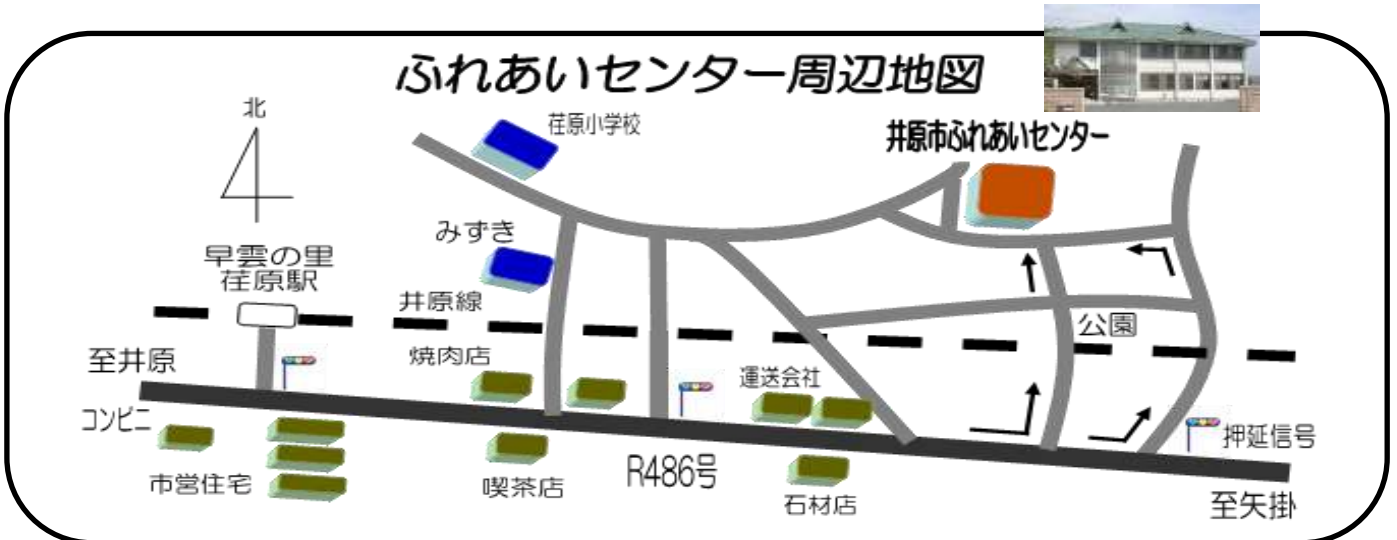 ふれあいセンター周辺地図
北
荏原小学校
井原市ふれあいセンター
みずき
早雲の里
荏原駅
井原線
公園
至井原
焼肉店
運送会社
コンビニ
押延信号
市営住宅
喫茶店
R486号
石材店
至矢掛